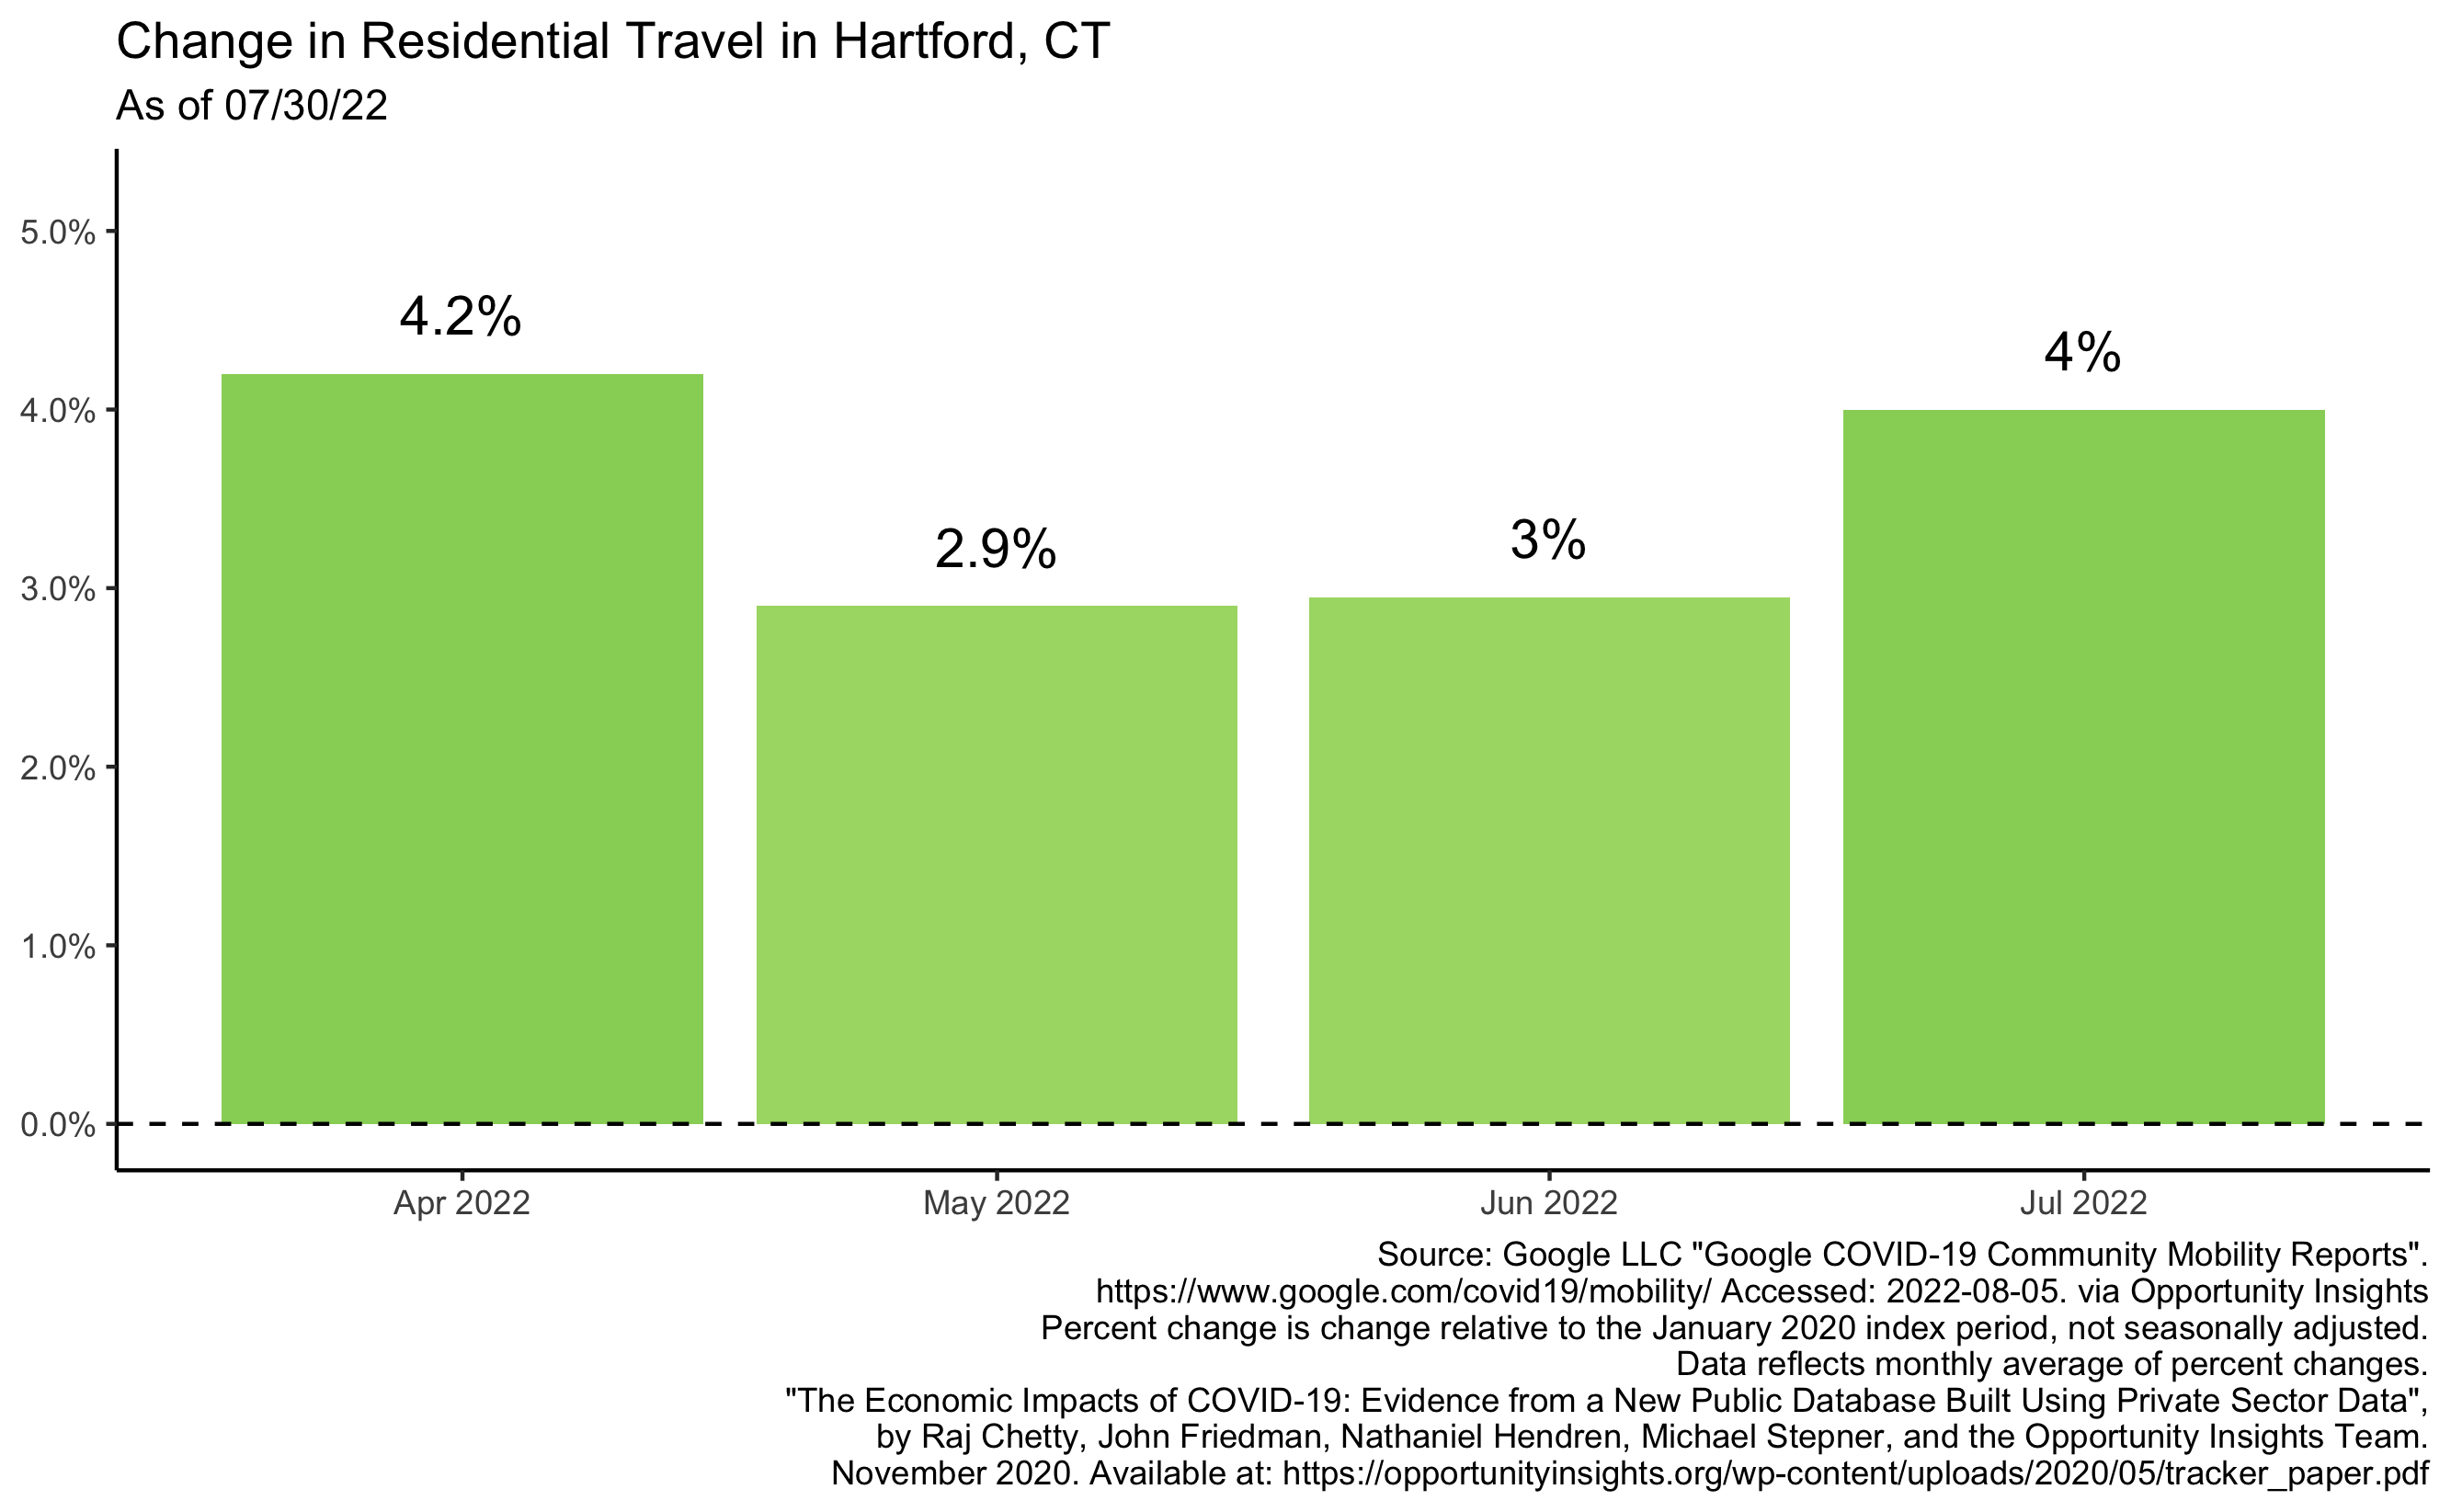 Change in Residential Travel in Hartford, CT
As of 07/30/22
5.0%
4.0%
3.0%
2.0%
1.0%
0.0%
4.2%
2.9%
3%
4%
Apr 2022
May 2022
Jun 2022
Jul 2022
Source: Google LLC "Google COVID-19 Community Mobility Reports".
https://www.google.com/covid19/mobility/ Accessed: 2022-08-05. via Opportunity Insights
Percent change is change relative to the January 2020 index period, not seasonally adjusted.
Data reflects monthly average of percent changes.
"The Economic Impacts of COVID-19: Evidence from a New Public Database Built Using Private Sector Data",
by Raj Chetty, John Friedman, Nathaniel Hendren, Michael Stepner, and the Opportunity Insights Team.
November 2020. Available at: https://opportunityinsights.org/wp-content/uploads/2020/05/tracker_paper.pdf